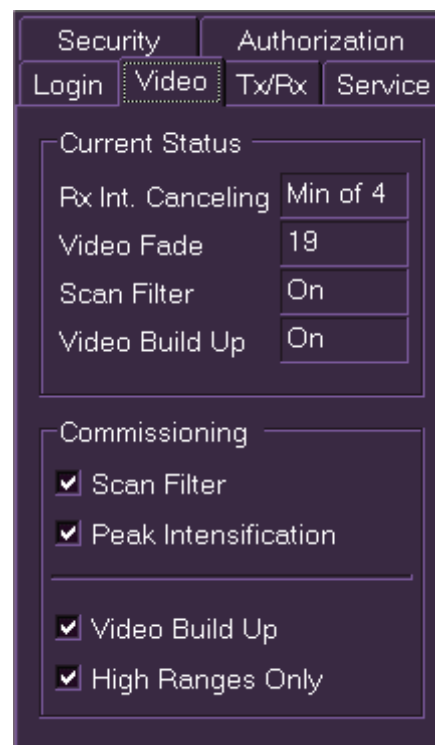 Security Authorization
Login Video Tx/Rx Service
Current Status
Rx Int. Canceling Min of 4
Video Fade 19
Scan Filter On
Video Build Up On
Commissioning
Scan Filter
Peak Intensification
Video Build Up
High Ranges Only